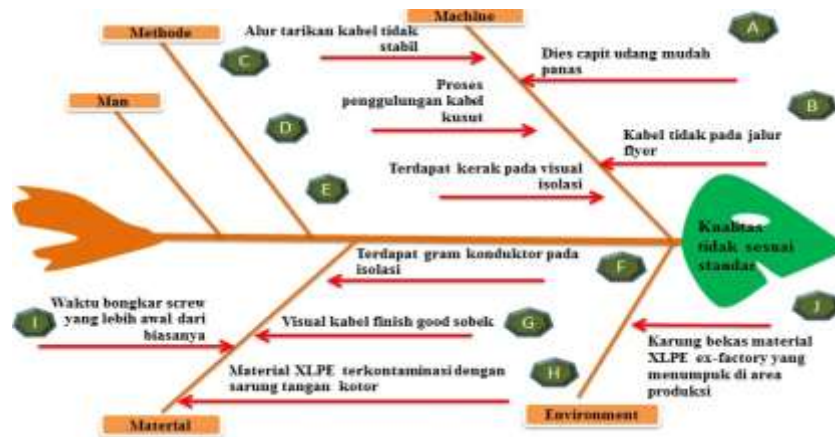 Machine
A
Methode
Alur tarikan kabel tidak
stabil
C
Dies capit udang mudah
panas
Man
Proses
penggulungan kabel
kusut
B
D
Kabel tidak pada jalur
flyer
Terdapat kerak pada visual
isolasi
E
Kualitas
tidak sesuai
standar
Terdapat gram konduktor pada
isolasi
F
Waktu bongkar screw
yang lebih awal dari
biasanya
I
Visual kabel finish good sobek
G
J
Karung bekas material
XLPE ex-factory yang
menumpuk di area
produksi
Material XLPE terkontaminasi dengan
sarung tangan kotor
H
Material
Environment